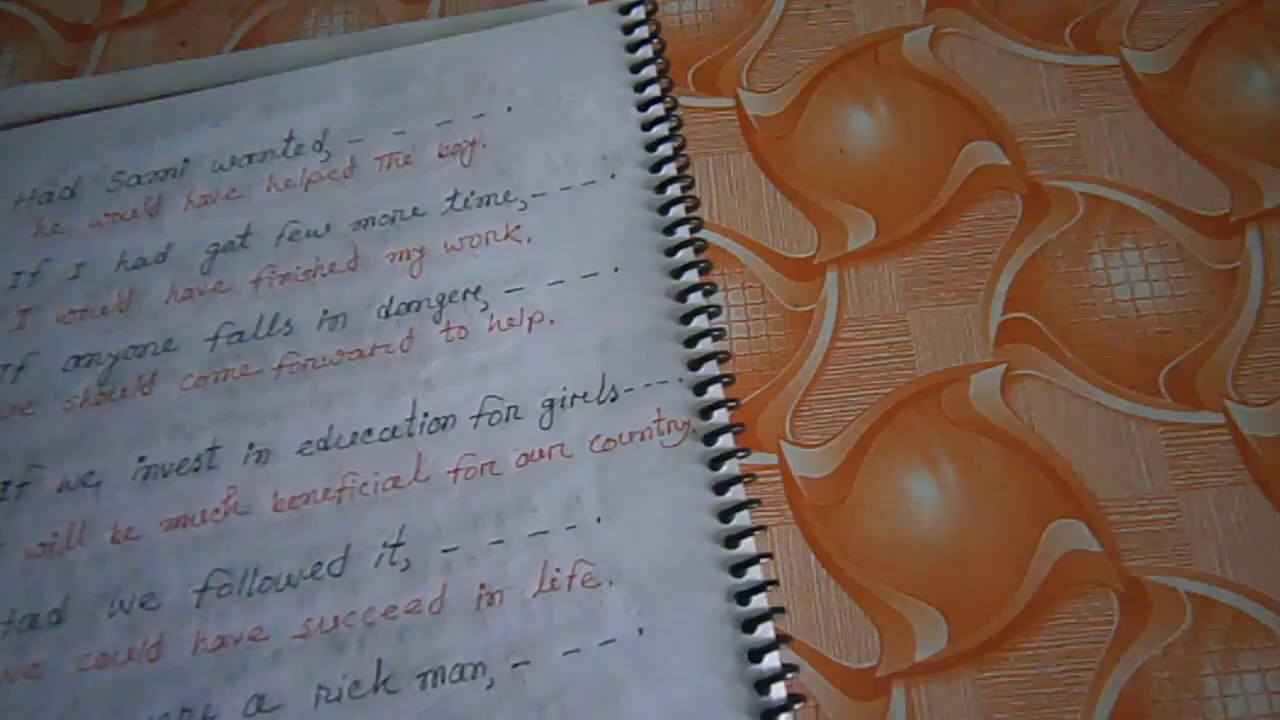 Had Sami wanted, - - - - - .
he would have helped The boy.
If I had got few more time, - - - - .
I would have finished my work.
If anyone falls in danger, - - - - .
we should come forward to help.
If we invest in education for girls - - - .
will be much beneficial for our country.
Had we followed it, - - - - - .
we could have succeed in life.
a rich man, - - - .